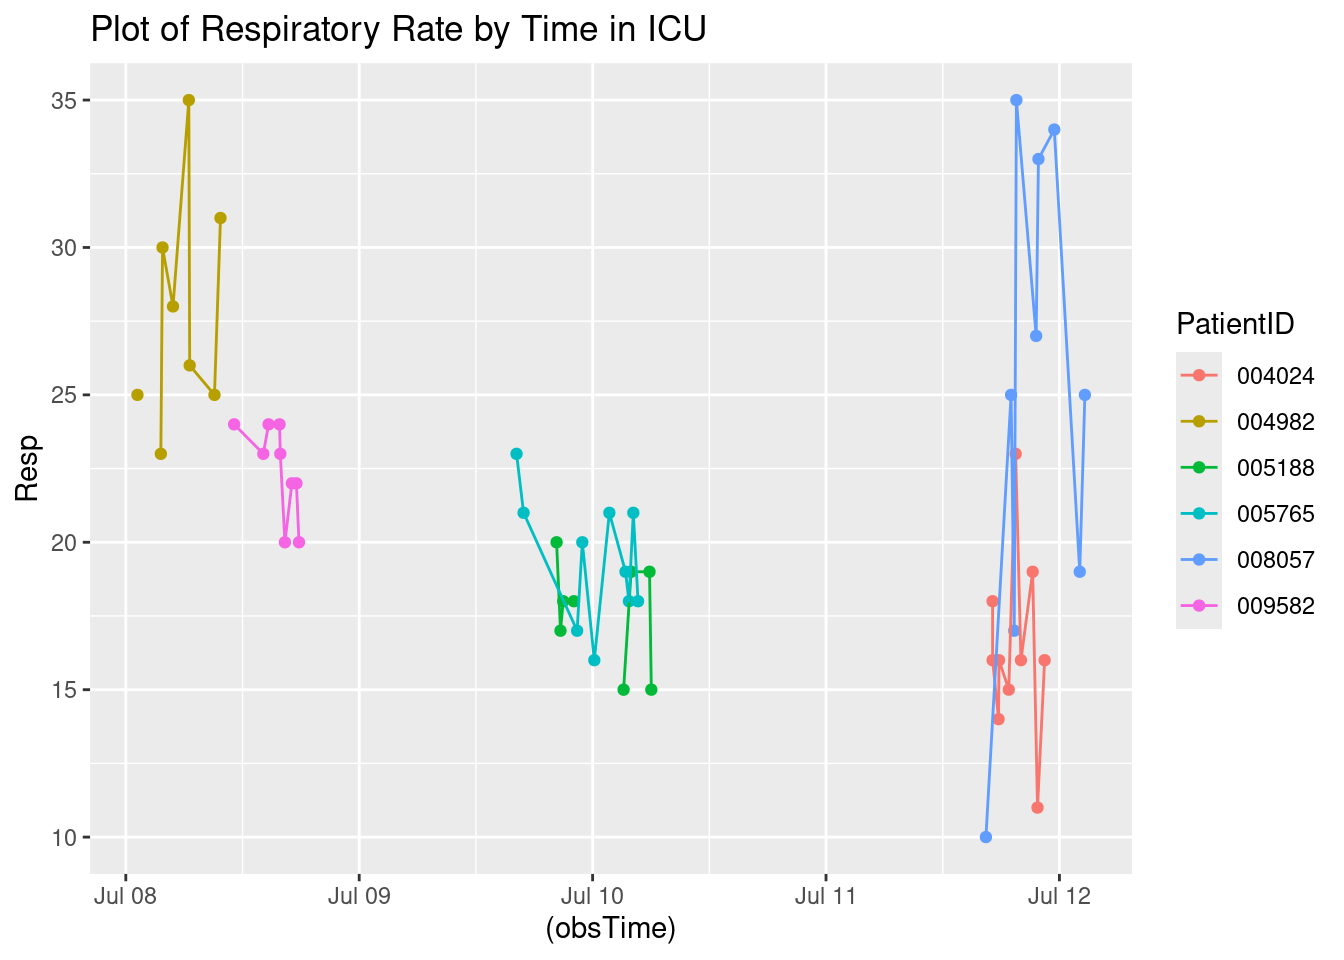 Plot of Respiratory Rate by Time in ICU
Resp
35
30
25
20
15
10
Jul 08 Jul 09 Jul 10 Jul 11 Jul 12
(obsTime)
PatientID
004024
004982
005188
005765
008057
009582